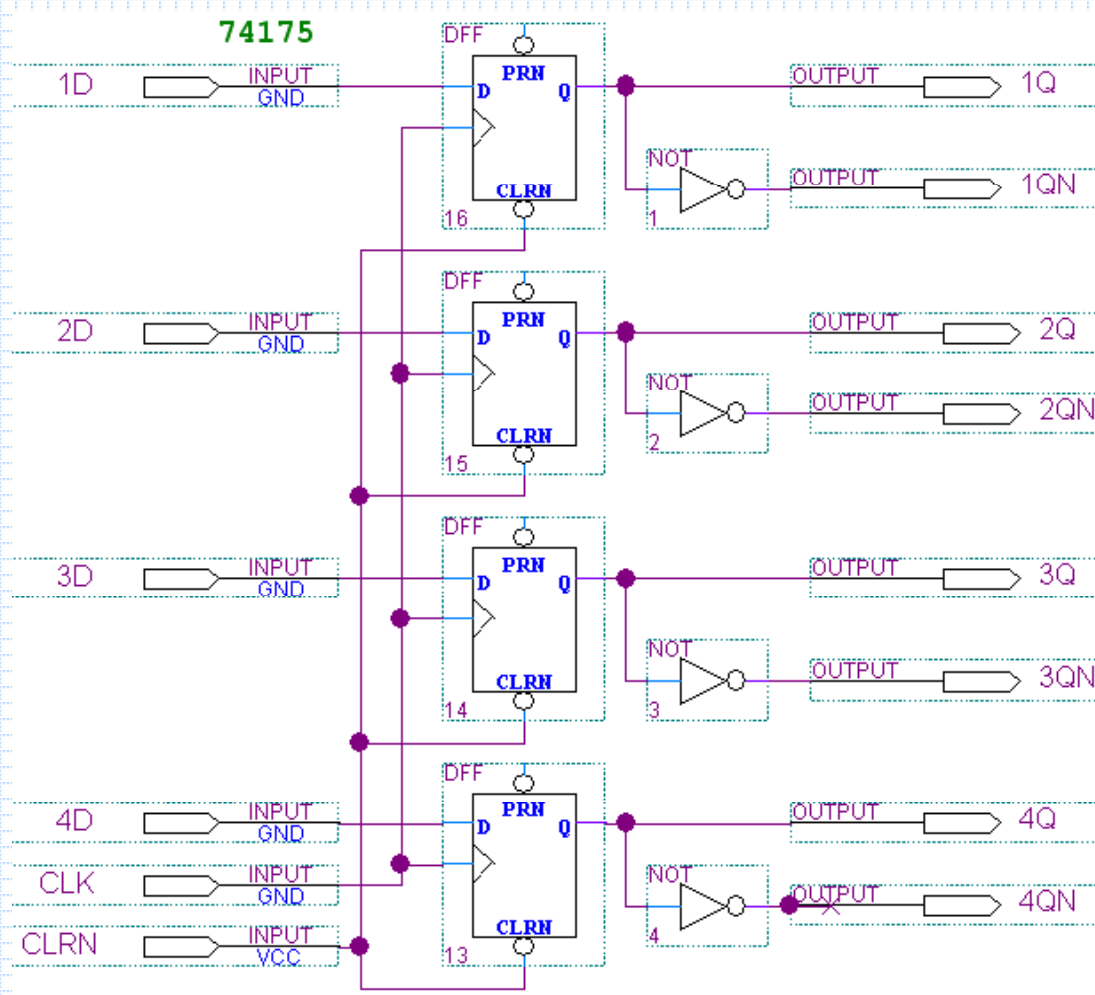 74175
DFF
1D INPUT PRN OUTPUT 1Q
GND D Q
NOT
OUTPUT 1QN
CLRN
16 1
DFF
2D INPUT PRN OUTPUT 2Q
GND D Q
NOT
OUTPUT 2QN
CLRN
15 2
DFF
3D INPUT PRN OUTPUT 3Q
GND D Q
NOT
OUTPUT 3QN
CLRN
14 3
DFF
4D INPUT PRN OUTPUT 4Q
GND D Q
CLK INPUT NOT
GND OUTPUT 4QN
CLRN INPUT CLRN
VCC 13 4